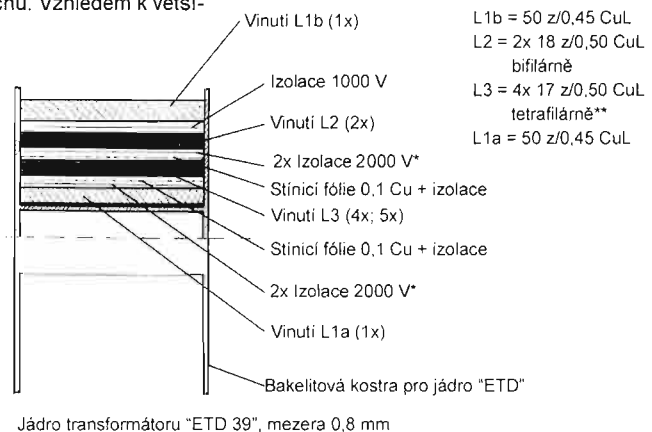 chu. Vzhledem k větší-
Vinutí L1b (1x)
Izolace 1000 V
Vinutí L2 (2x)
2x Izolace 2000 V*
Stínicí fólie 0,1 Cu + izolace
Vinutí L3 (4x; 5x)
Stínicí fólie 0,1 Cu + izolace
2x Izolace 2000 V*
Vinutí L1a (1x)
Bakelitová kostra pro jádro "ETD"
L1b = 50 z/0,45 CuL
L2 = 2x 18 z/0,50 CuL
bifilárně
L3 = 4x 17 z/0,50 CuL
tetrafilárně**
L1a = 50 z/0,45 CuL
Jádro transformátoru "ETD 39", mezera 0,8 mm